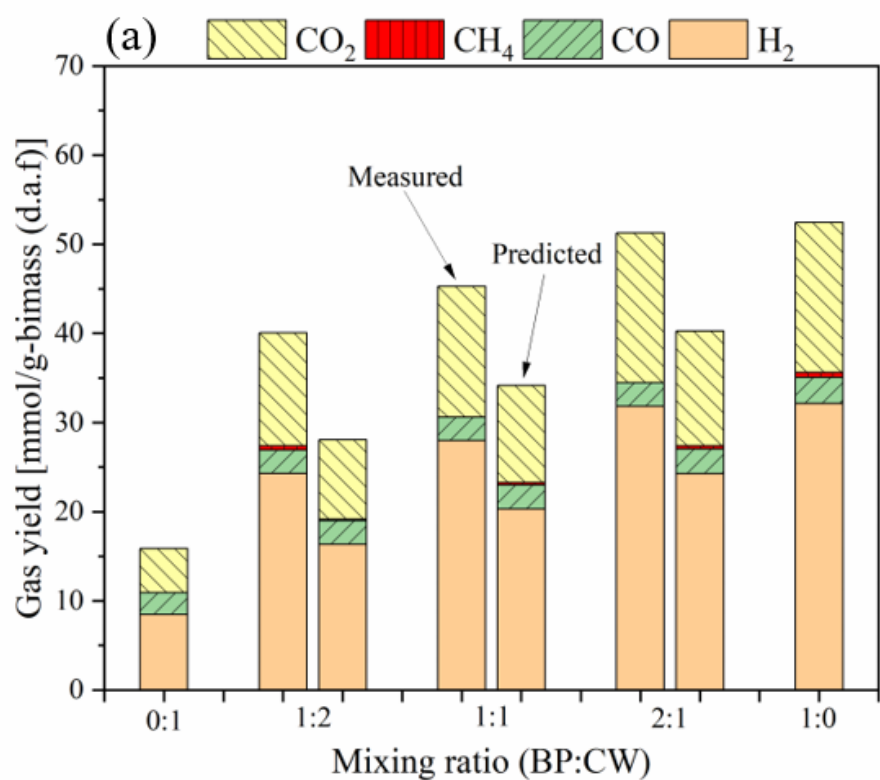 (a)
CO₂ CH₄ CO H₂
Gas yield [mmol/g-bimass (d.a.f)]
70
60
50
40
30
20
10
0
Measured
Predicted
0:1 1:2 1:1 2:1 1:0
Mixing ratio (BP:CW)